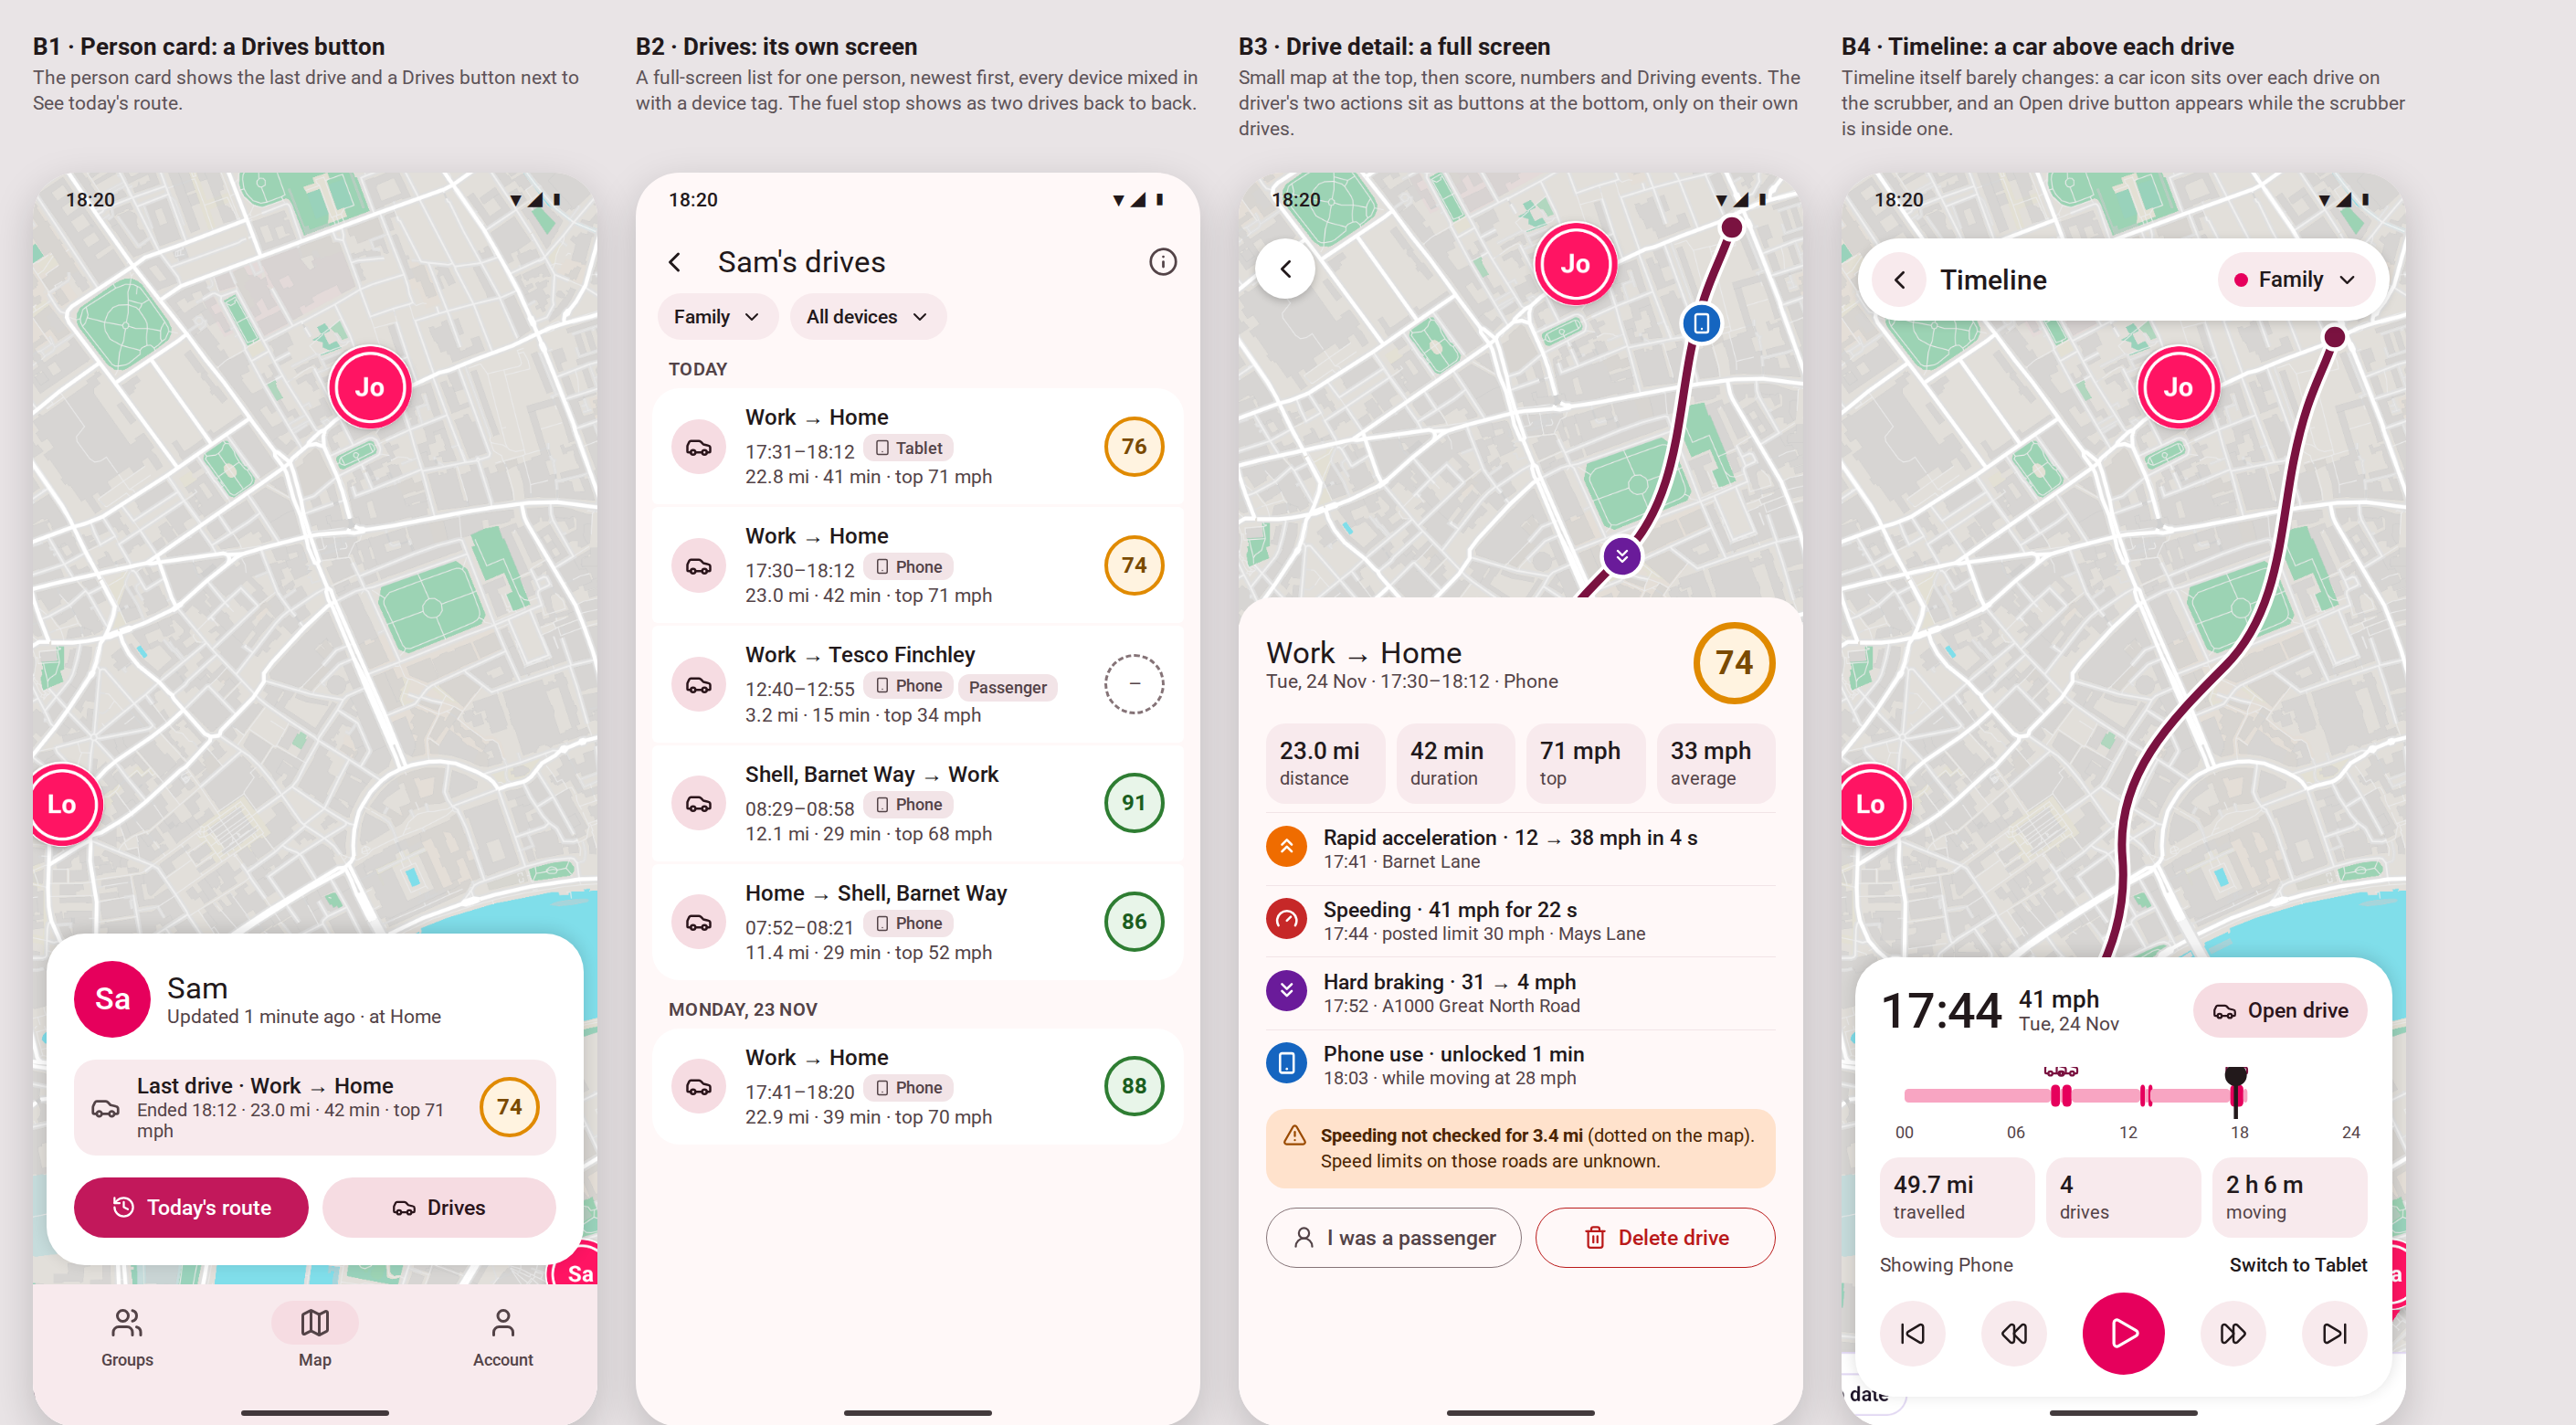 B1 · Person card: a Drives button
The person card shows the last drive and a Drives button next to
See today's route.
18:20
Jo
Lo
Sa
Sam
Updated 1 minute ago · at Home
Last drive · Work → Home
Ended 18:12 · 23.0 mi · 42 min · top 71
mph
74
Today's route
Drives
Sa
Groups
Map
Account
B2 · Drives: its own screen
A full-screen list for one person, newest first, every device mixed in
with a device tag. The fuel stop shows as two drives back to back.
18:20
Sam's drives
Family
All devices
TODAY
Work → Home
17:31–18:12 Tablet
22.8 mi · 41 min · top 71 mph
76
Work → Home
17:30–18:12 Phone
23.0 mi · 42 min · top 71 mph
74
Work → Tesco Finchley
12:40–12:55 Phone Passenger
3.2 mi · 15 min · top 34 mph
–
Shell, Barnet Way → Work
08:29–08:58 Phone
12.1 mi · 29 min · top 68 mph
91
Home → Shell, Barnet Way
07:52–08:21 Phone
11.4 mi · 29 min · top 52 mph
86
MONDAY, 23 NOV
Work → Home
17:41–18:20 Phone
22.9 mi · 39 min · top 70 mph
88
B3 · Drive detail: a full screen
Small map at the top, then score, numbers and Driving events. The
driver's two actions sit as buttons at the bottom, only on their own
drives.
18:20
Jo
Work → Home
Tue, 24 Nov · 17:30–18:12 · Phone
74
23.0 mi
distance
42 min
duration
71 mph
top
33 mph
average
Rapid acceleration · 12 → 38 mph in 4 s
17:41 · Barnet Lane
Speeding · 41 mph for 22 s
17:44 · posted limit 30 mph · Mays Lane
Hard braking · 31 → 4 mph
17:52 · A1000 Great North Road
Phone use · unlocked 1 min
18:03 · while moving at 28 mph
Speeding not checked for 3.4 mi (dotted on the map).
Speed limits on those roads are unknown.
I was a passenger
Delete drive
B4 · Timeline: a car above each drive
Timeline itself barely changes: a car icon sits over each drive on
the scrubber, and an Open drive button appears while the scrubber
is inside one.
18:20
Timeline
Family
Jo
Lo
17:44
41 mph
Tue, 24 Nov
Open drive
00 06 12 18 24
49.7 mi
travelled
4
drives
2 h 6 m
moving
Showing Phone
Switch to Tablet
a
date